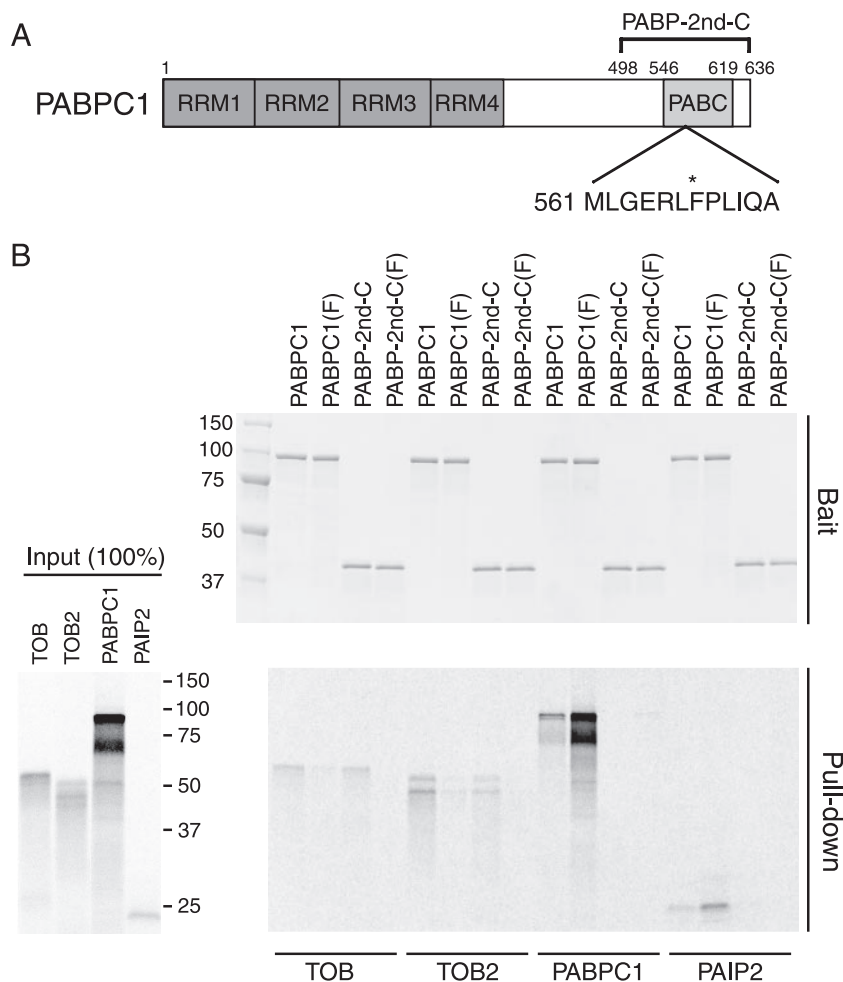 A
PABP-2nd-C
1
498
546
619
636
PABPC1
RRM1
RRM2
RRM3
RRM4
PABC
*
561 MLGERLFPLIQA
B
PABPC1
PABPC1(F)
PABP-2nd-C
PABP-2nd-C(F)
PABPC1
PABPC1(F)
PABP-2nd-C
PABP-2nd-C(F)
PABPC1
PABPC1(F)
PABP-2nd-C
PABP-2nd-C(F)
PABPC1
PABPC1(F)
PABP-2nd-C
PABP-2nd-C(F)
150
100
75
50
37
Bait
Input (100%)
TOB
TOB2
PABPC1
PAIP2
150
100
75
50
37
25
Pull-down
TOB
TOB2
PABPC1
PAIP2